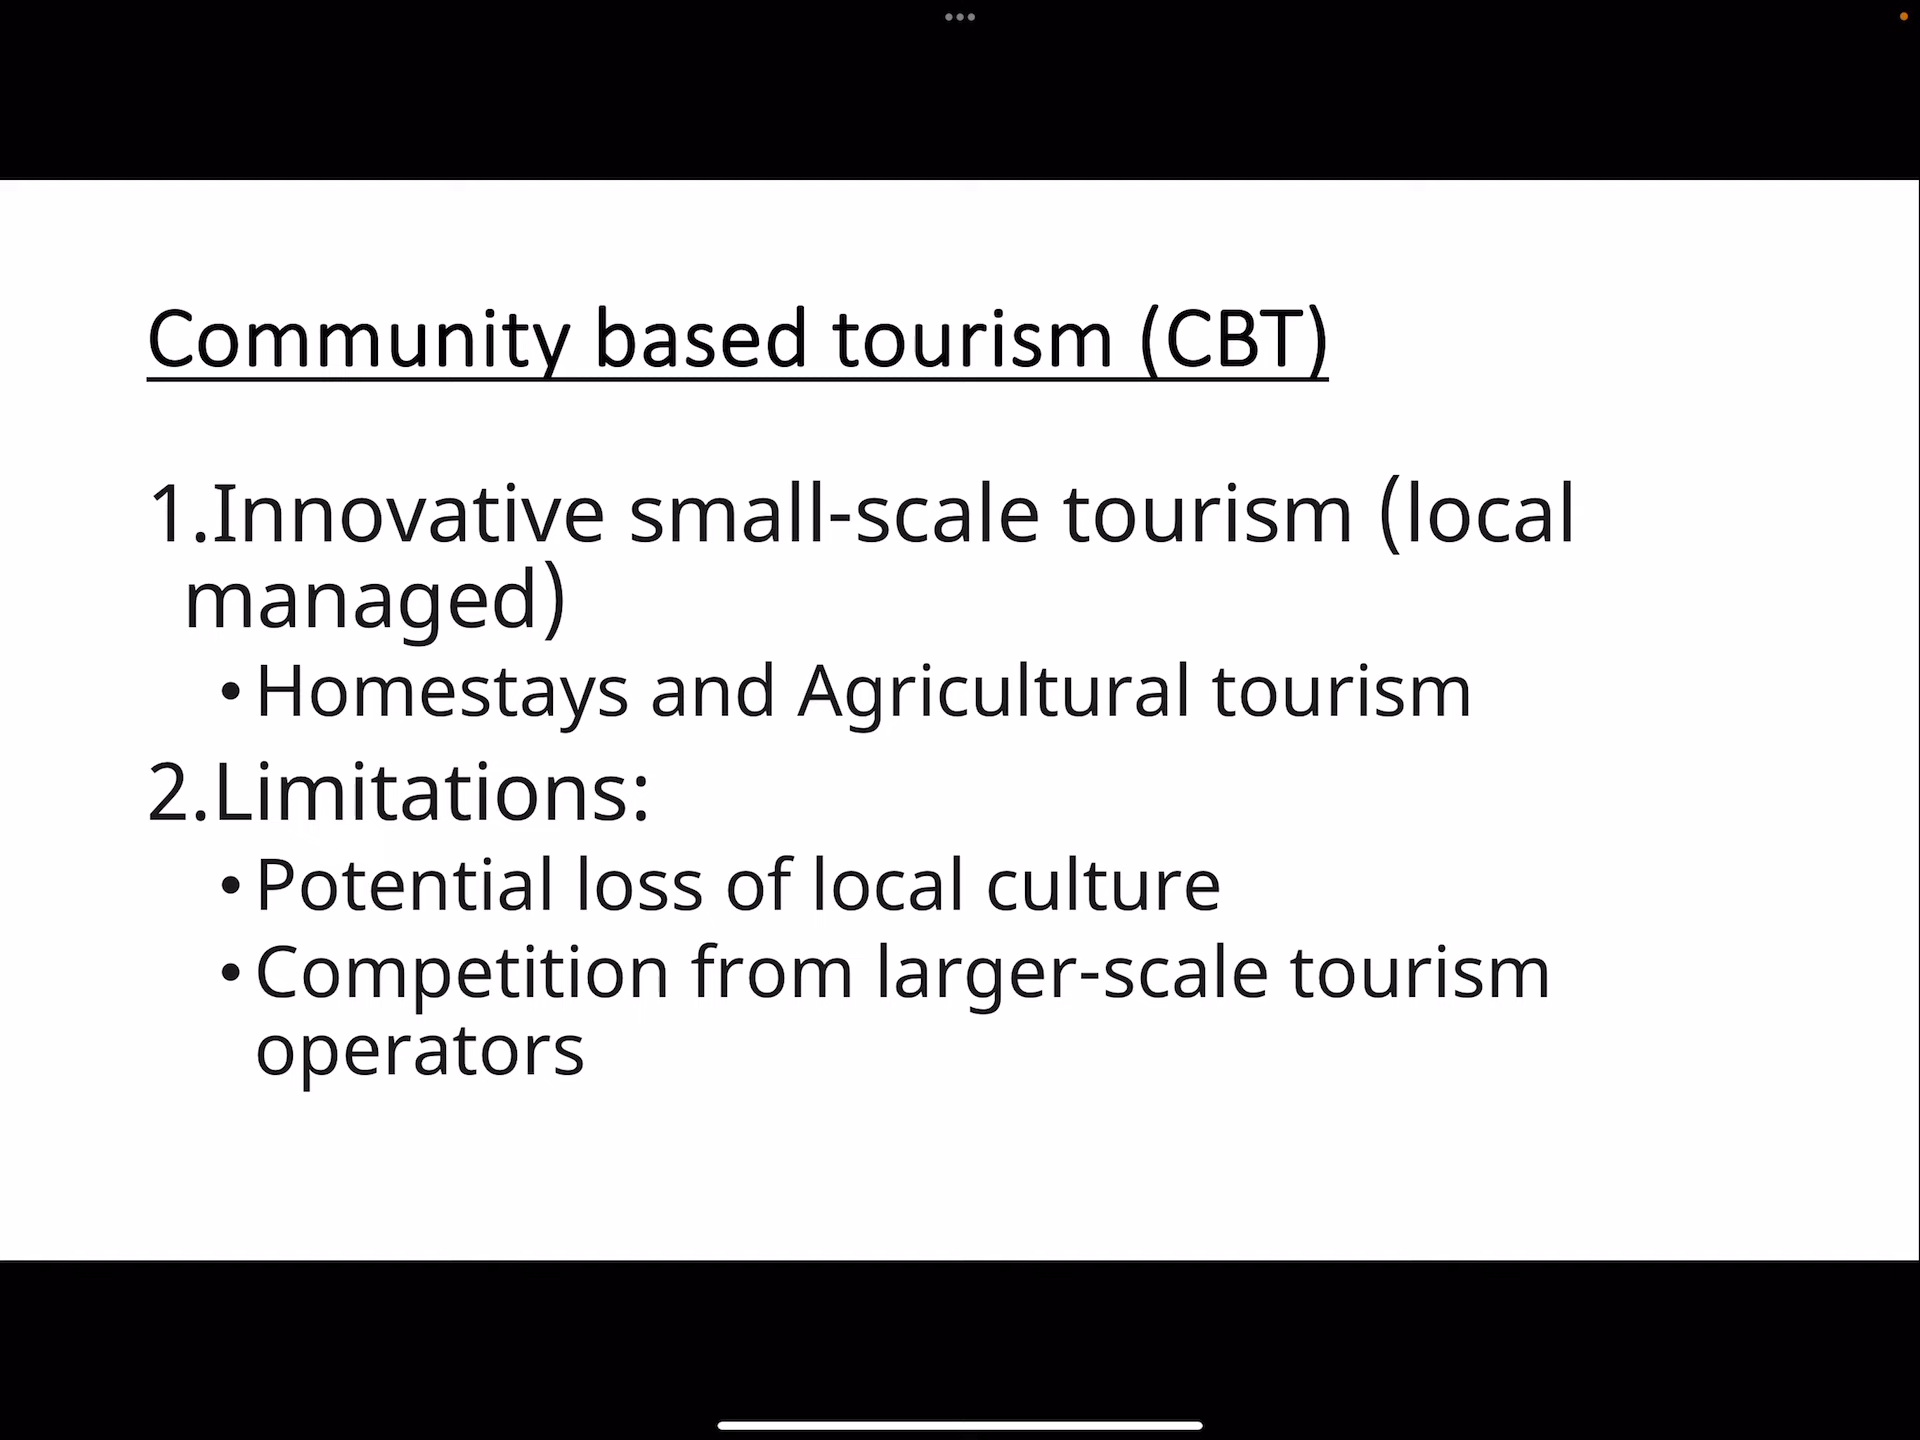 Community based tourism (CBT)
1.Innovative small-scale tourism (local
managed)
•Homestays and Agricultural tourism
2.Limitations:
•Potential loss of local culture
•Competition from larger-scale tourism
operators